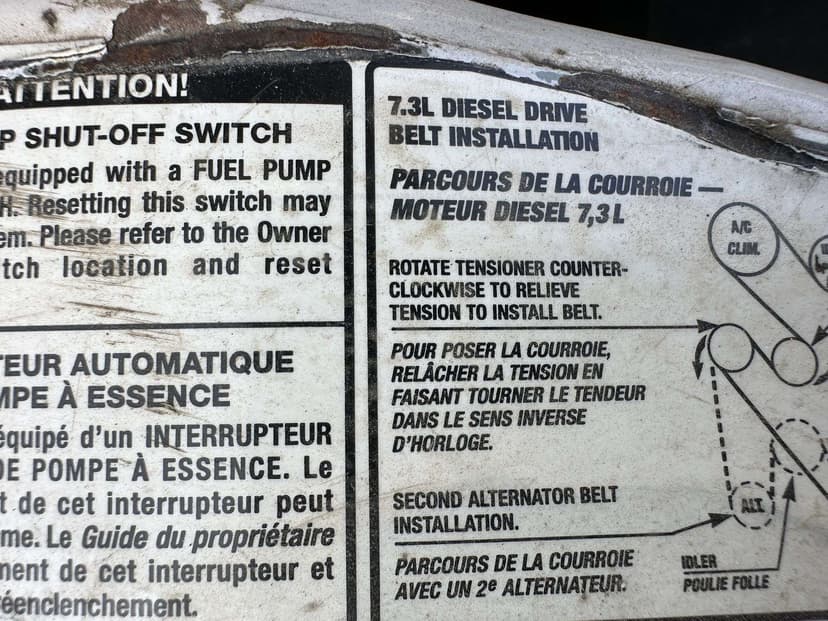 ATTENTION!
P SHUT-OFF SWITCH
equipped with a FUEL PUMP
H. Resetting this switch may
em. Please refer to the Owner
tch location and reset
TEUR AUTOMATIQUE
MPE À ESSENCE
équipé d'un INTERRUPTEUR
DE POMPE À ESSENCE. Le
t de cet interrupteur peut
me. Le Guide du propriétaire
ment de cet interrupteur et
réenclenchement.
7.3L DIESEL DRIVE
BELT INSTALLATION
PARCOURS DE LA COURROIE —
MOTEUR DIESEL 7,3 L
A/C
CLIM.
ROTATE TENSIONER COUNTER-
CLOCKWISE TO RELIEVE
TENSION TO INSTALL BELT.
POUR POSER LA COURROIE,
RELÂCHER LA TENSION EN
FAISANT TOURNER LE TENDEUR
DANS LE SENS INVERSE
D'HORLOGE.
SECOND ALTERNATOR BELT
INSTALLATION.
ALT.
PARCOURS DE LA COURROIE
AVEC UN 2e ALTERNATEUR.
IDLER
POULIE FOLLE